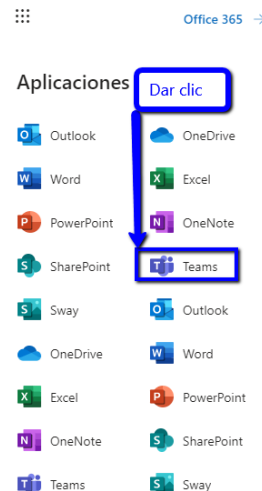 Office 365 →
Aplicaciones
Dar clic
Outlook OneDrive
Word Excel
PowerPoint OneNote
SharePoint Teams
Sway Outlook
OneDrive Word
Excel PowerPoint
OneNote SharePoint
Teams Sway